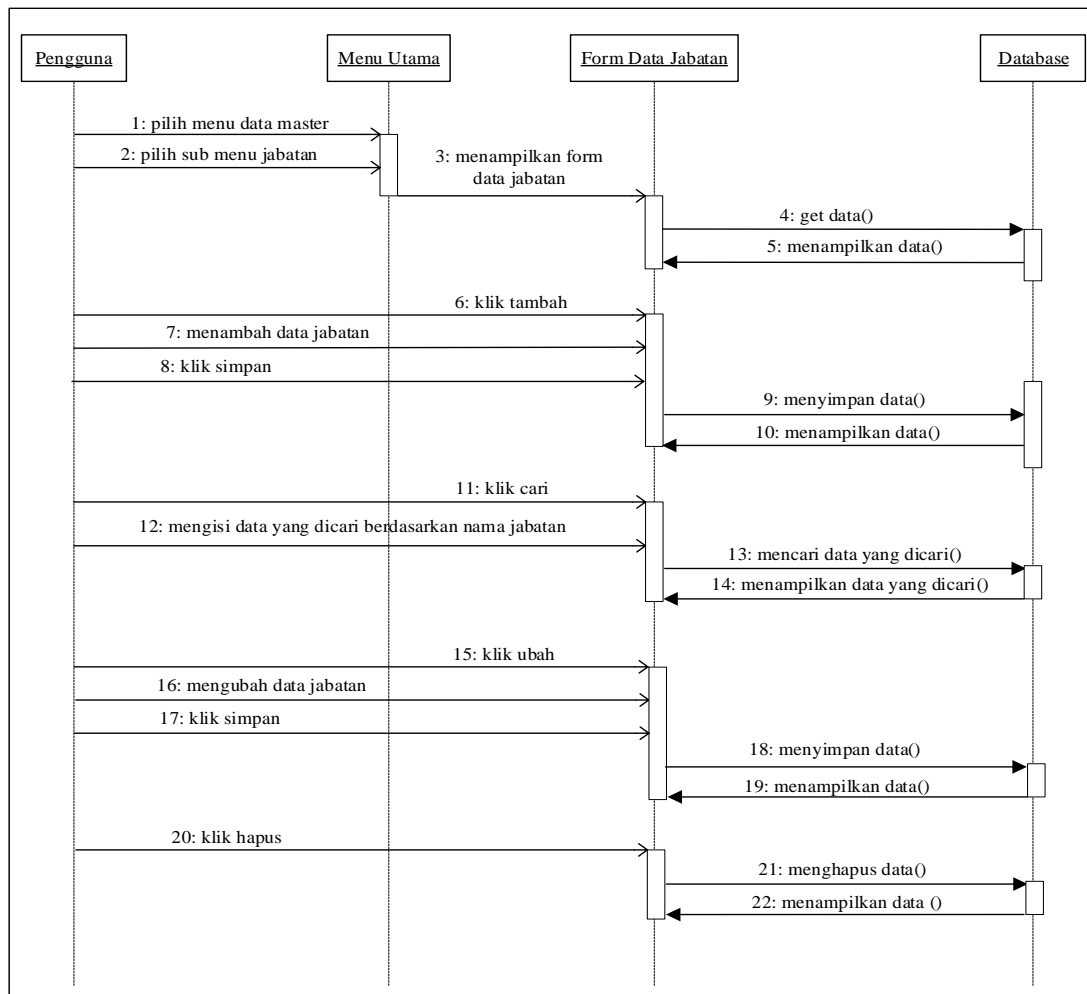 Pengguna
Menu Utama
Form Data Jabatan
Database
1: pilih menu data master
2: pilih sub menu jabatan
3: menampilkan form
data jabatan
4: get data()
5: menampilkan data()
6: klik tambah
7: menambah data jabatan
8: klik simpan
9: menyimpan data()
10: menampilkan data()
11: klik cari
12: mengisi data yang dicari berdasarkan nama jabatan
13: mencari data yang dicari()
14: menampilkan data yang dicari()
15: klik ubah
16: mengubah data jabatan
17: klik simpan
18: menyimpan data()
19: menampilkan data()
20: klik hapus
21: menghapus data()
22: menampilkan data ()